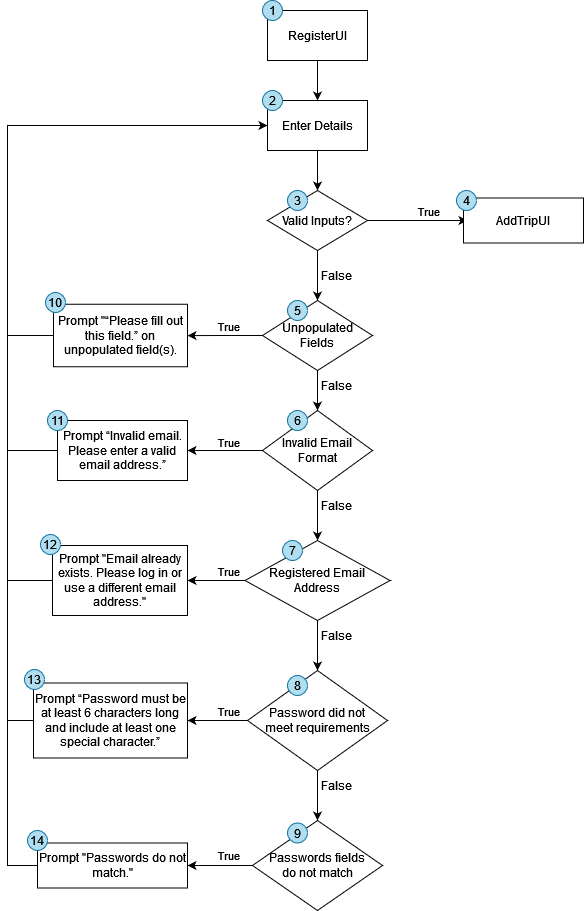 1
RegisterUI
2
Enter Details
3
Valid Inputs?
True
4
AddTripUI
False
5
Unpopulated
Fields
True
10
Prompt "“Please fill out
this field.” on
unpopulated field(s).
False
6
Invalid Email
Format
True
11
Prompt “Invalid email.
Please enter a valid
email address.”
False
7
Registered Email
Address
True
12
Prompt "Email already
exists. Please log in or
use a different email
address."
False
8
Password did not
meet requirements
True
13
Prompt “Password must be
at least 6 characters long
and include at least one
special character.”
False
9
Passwords fields
do not match
True
14
Prompt "Passwords do not
match."